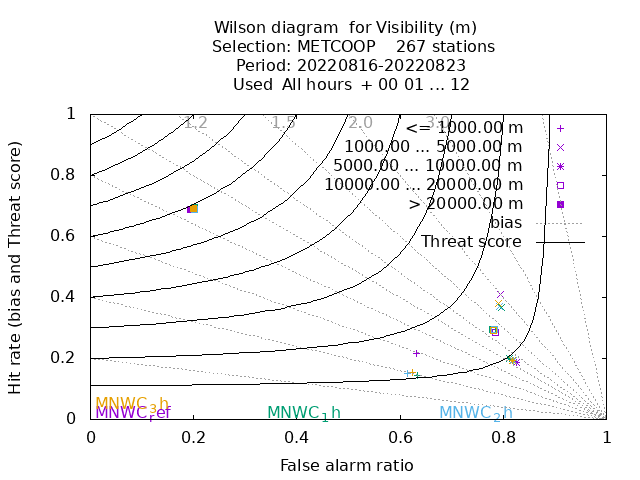 Wilson diagram  for Visibility (m)
Selection: METCOOP    267 stations
Period: 20220816-20220823
Used  All hours  + 00 01 ... 12
1.2 1.5 2.0 3.0
<= 1000.00 m
1000.00 ... 5000.00 m
5000.00 ... 10000.00 m
10000.00 ... 20000.00 m
> 20000.00 m
bias
Threat score
1
0.8
0.6
0.4
0.2
0
Hit rate (bias and Threat score)
MNWC_3h
MNWC_ref MNWC_1h MNWC_2h
0 0.2 0.4 0.6 0.8 1
False alarm ratio